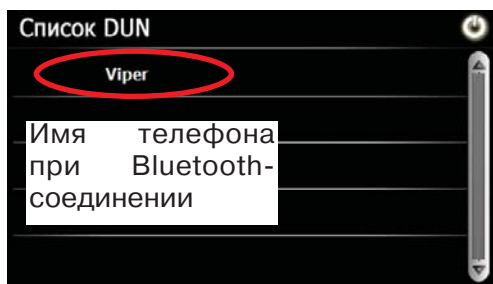 Список DUN
Viper
Имя телефона
при Bluetooth-
соединении